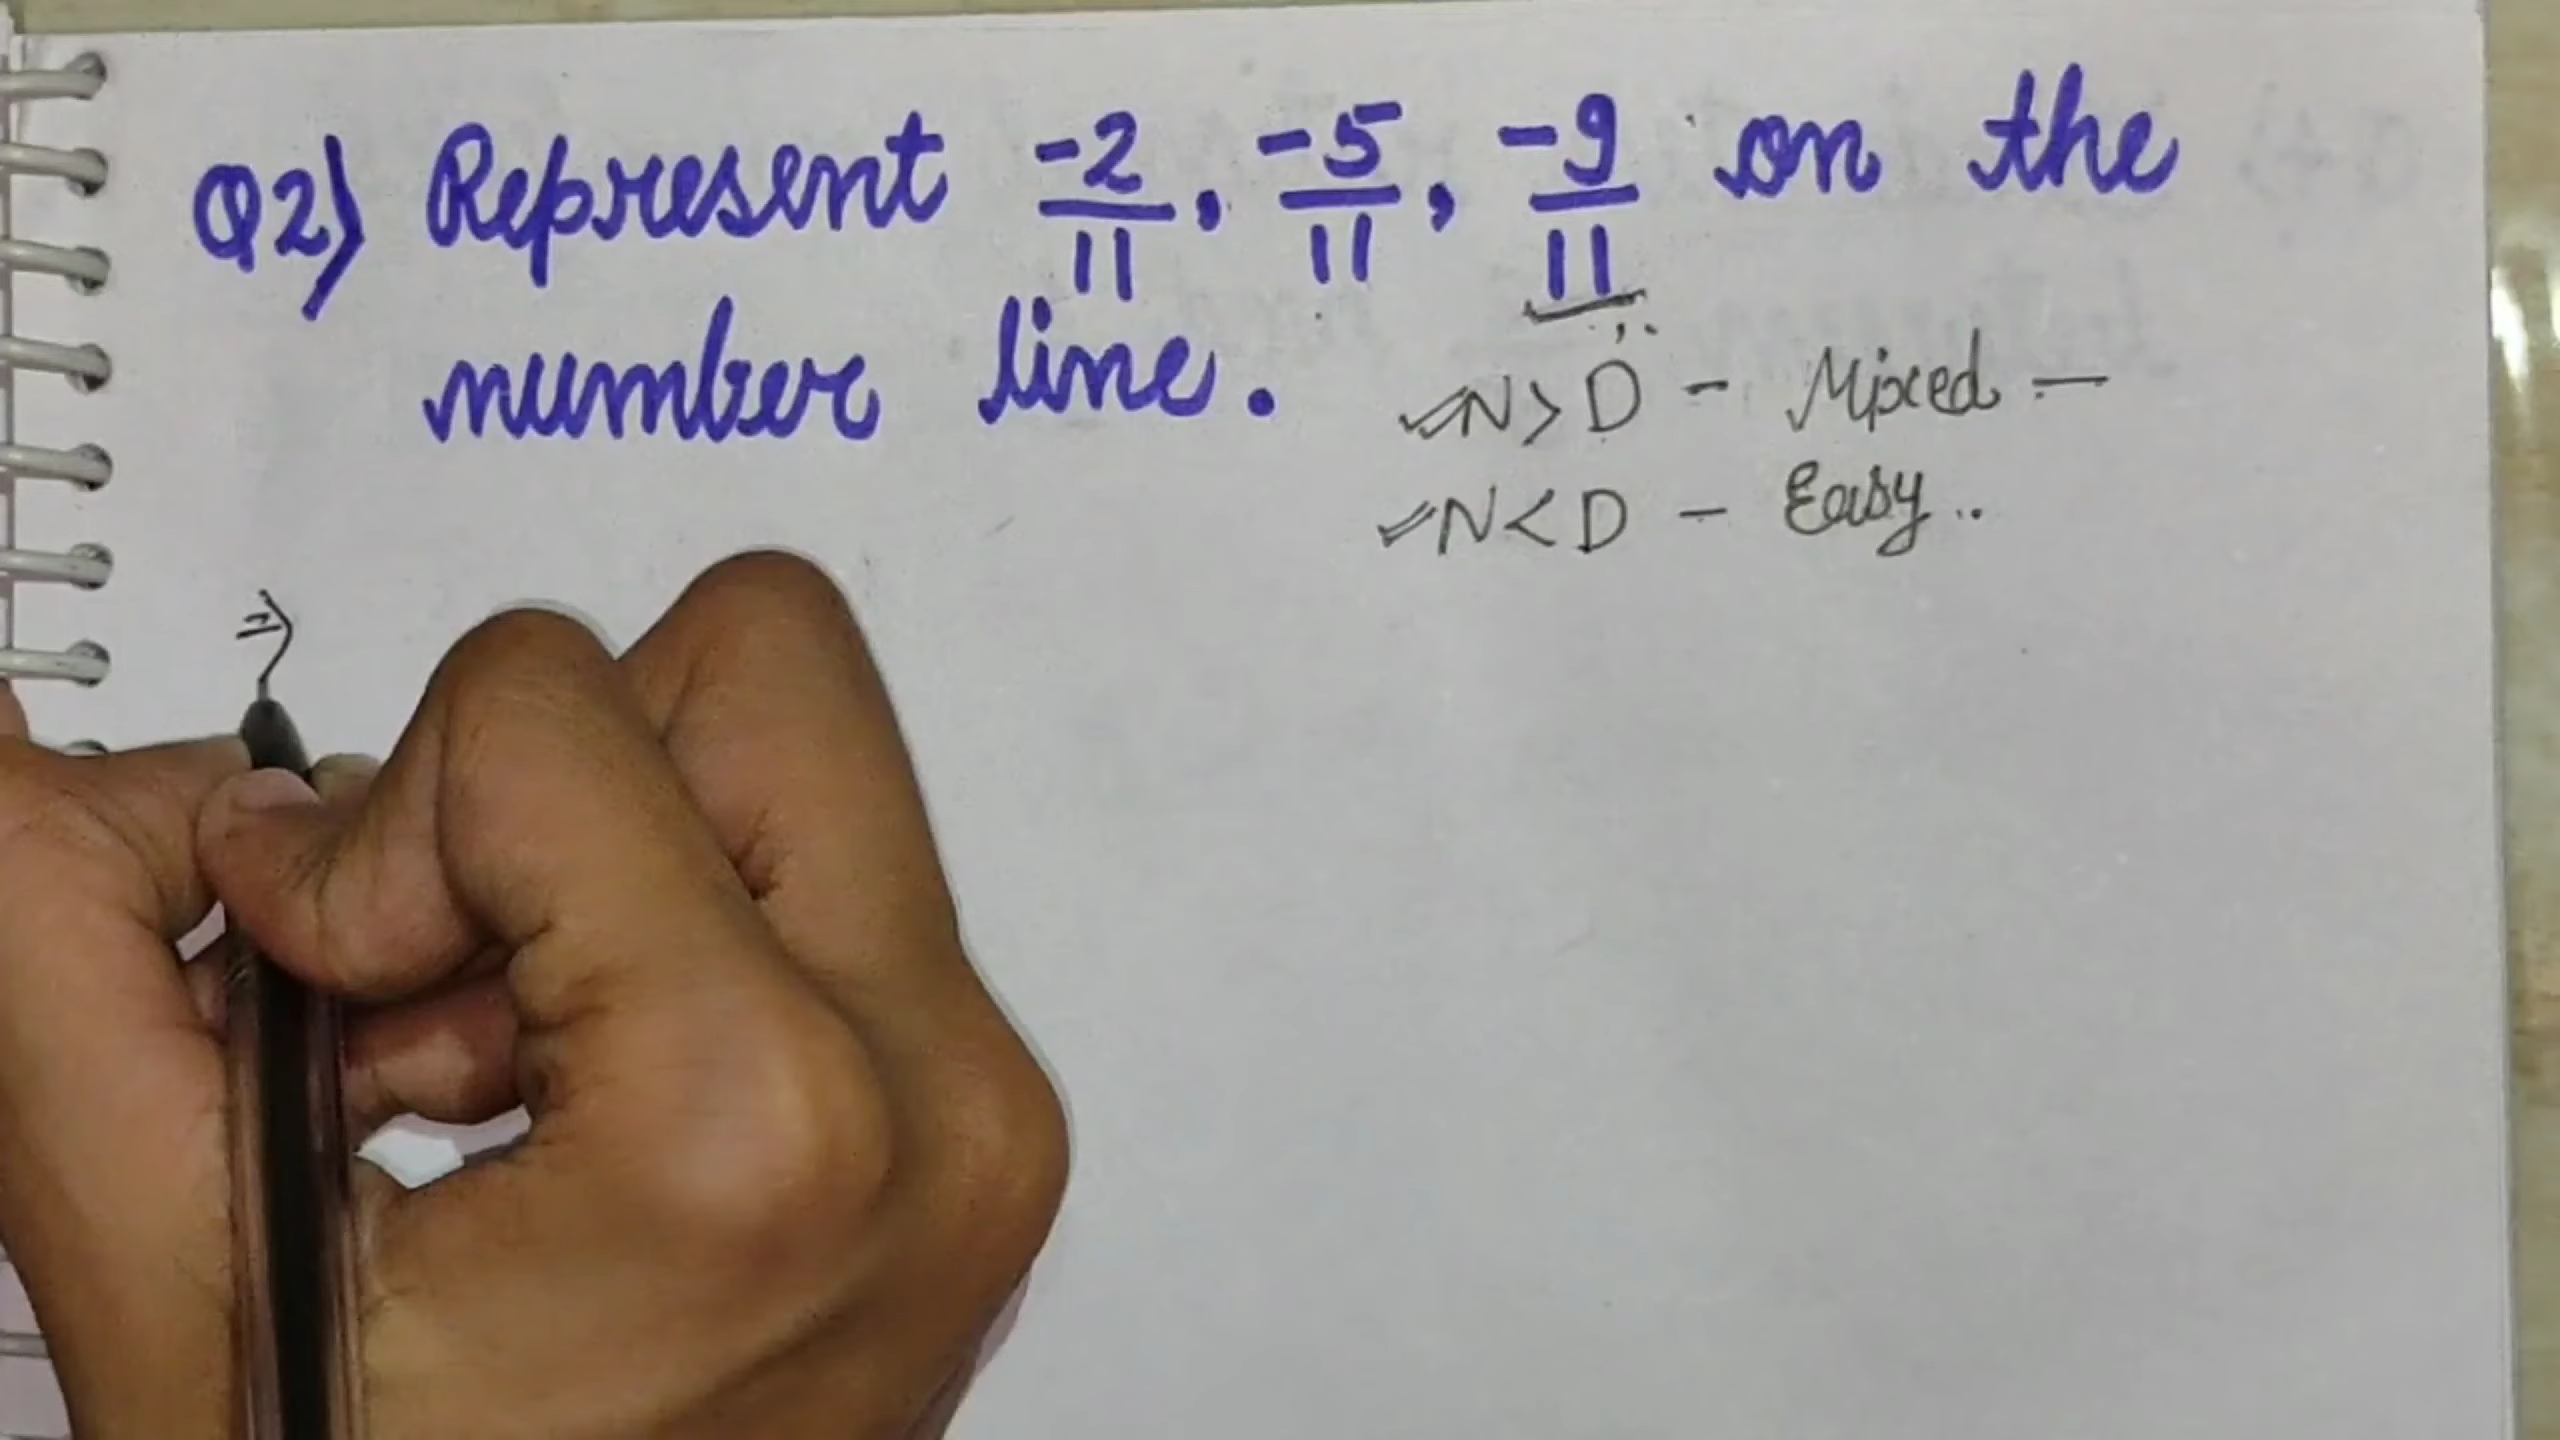 Q2) Represent -2/11, -5/11, -9/11 on the
number line.
N > D - Mixed -
N < D - Easy ..
⇒